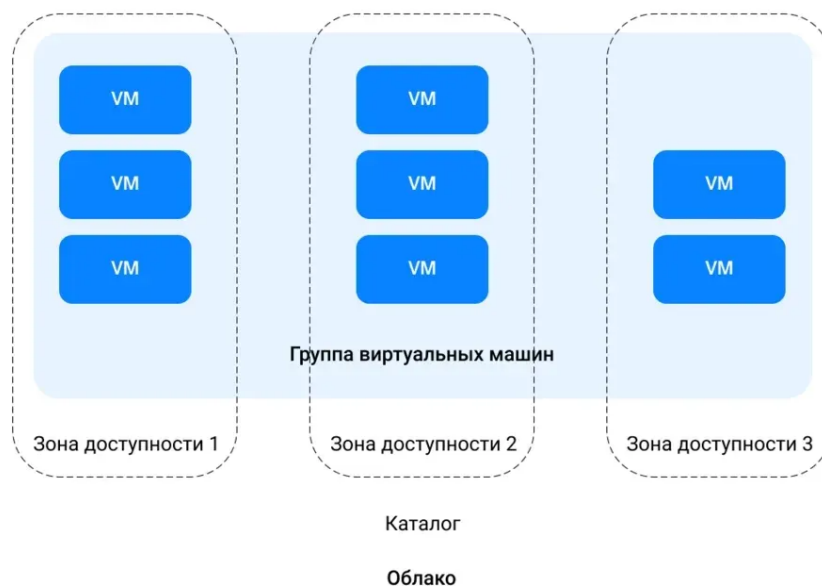 VM
VM
VM
VM
VM
VM
VM
VM
Группа виртуальных машин
Зона доступности 1
Зона доступности 2
Зона доступности 3
Каталог
Облако